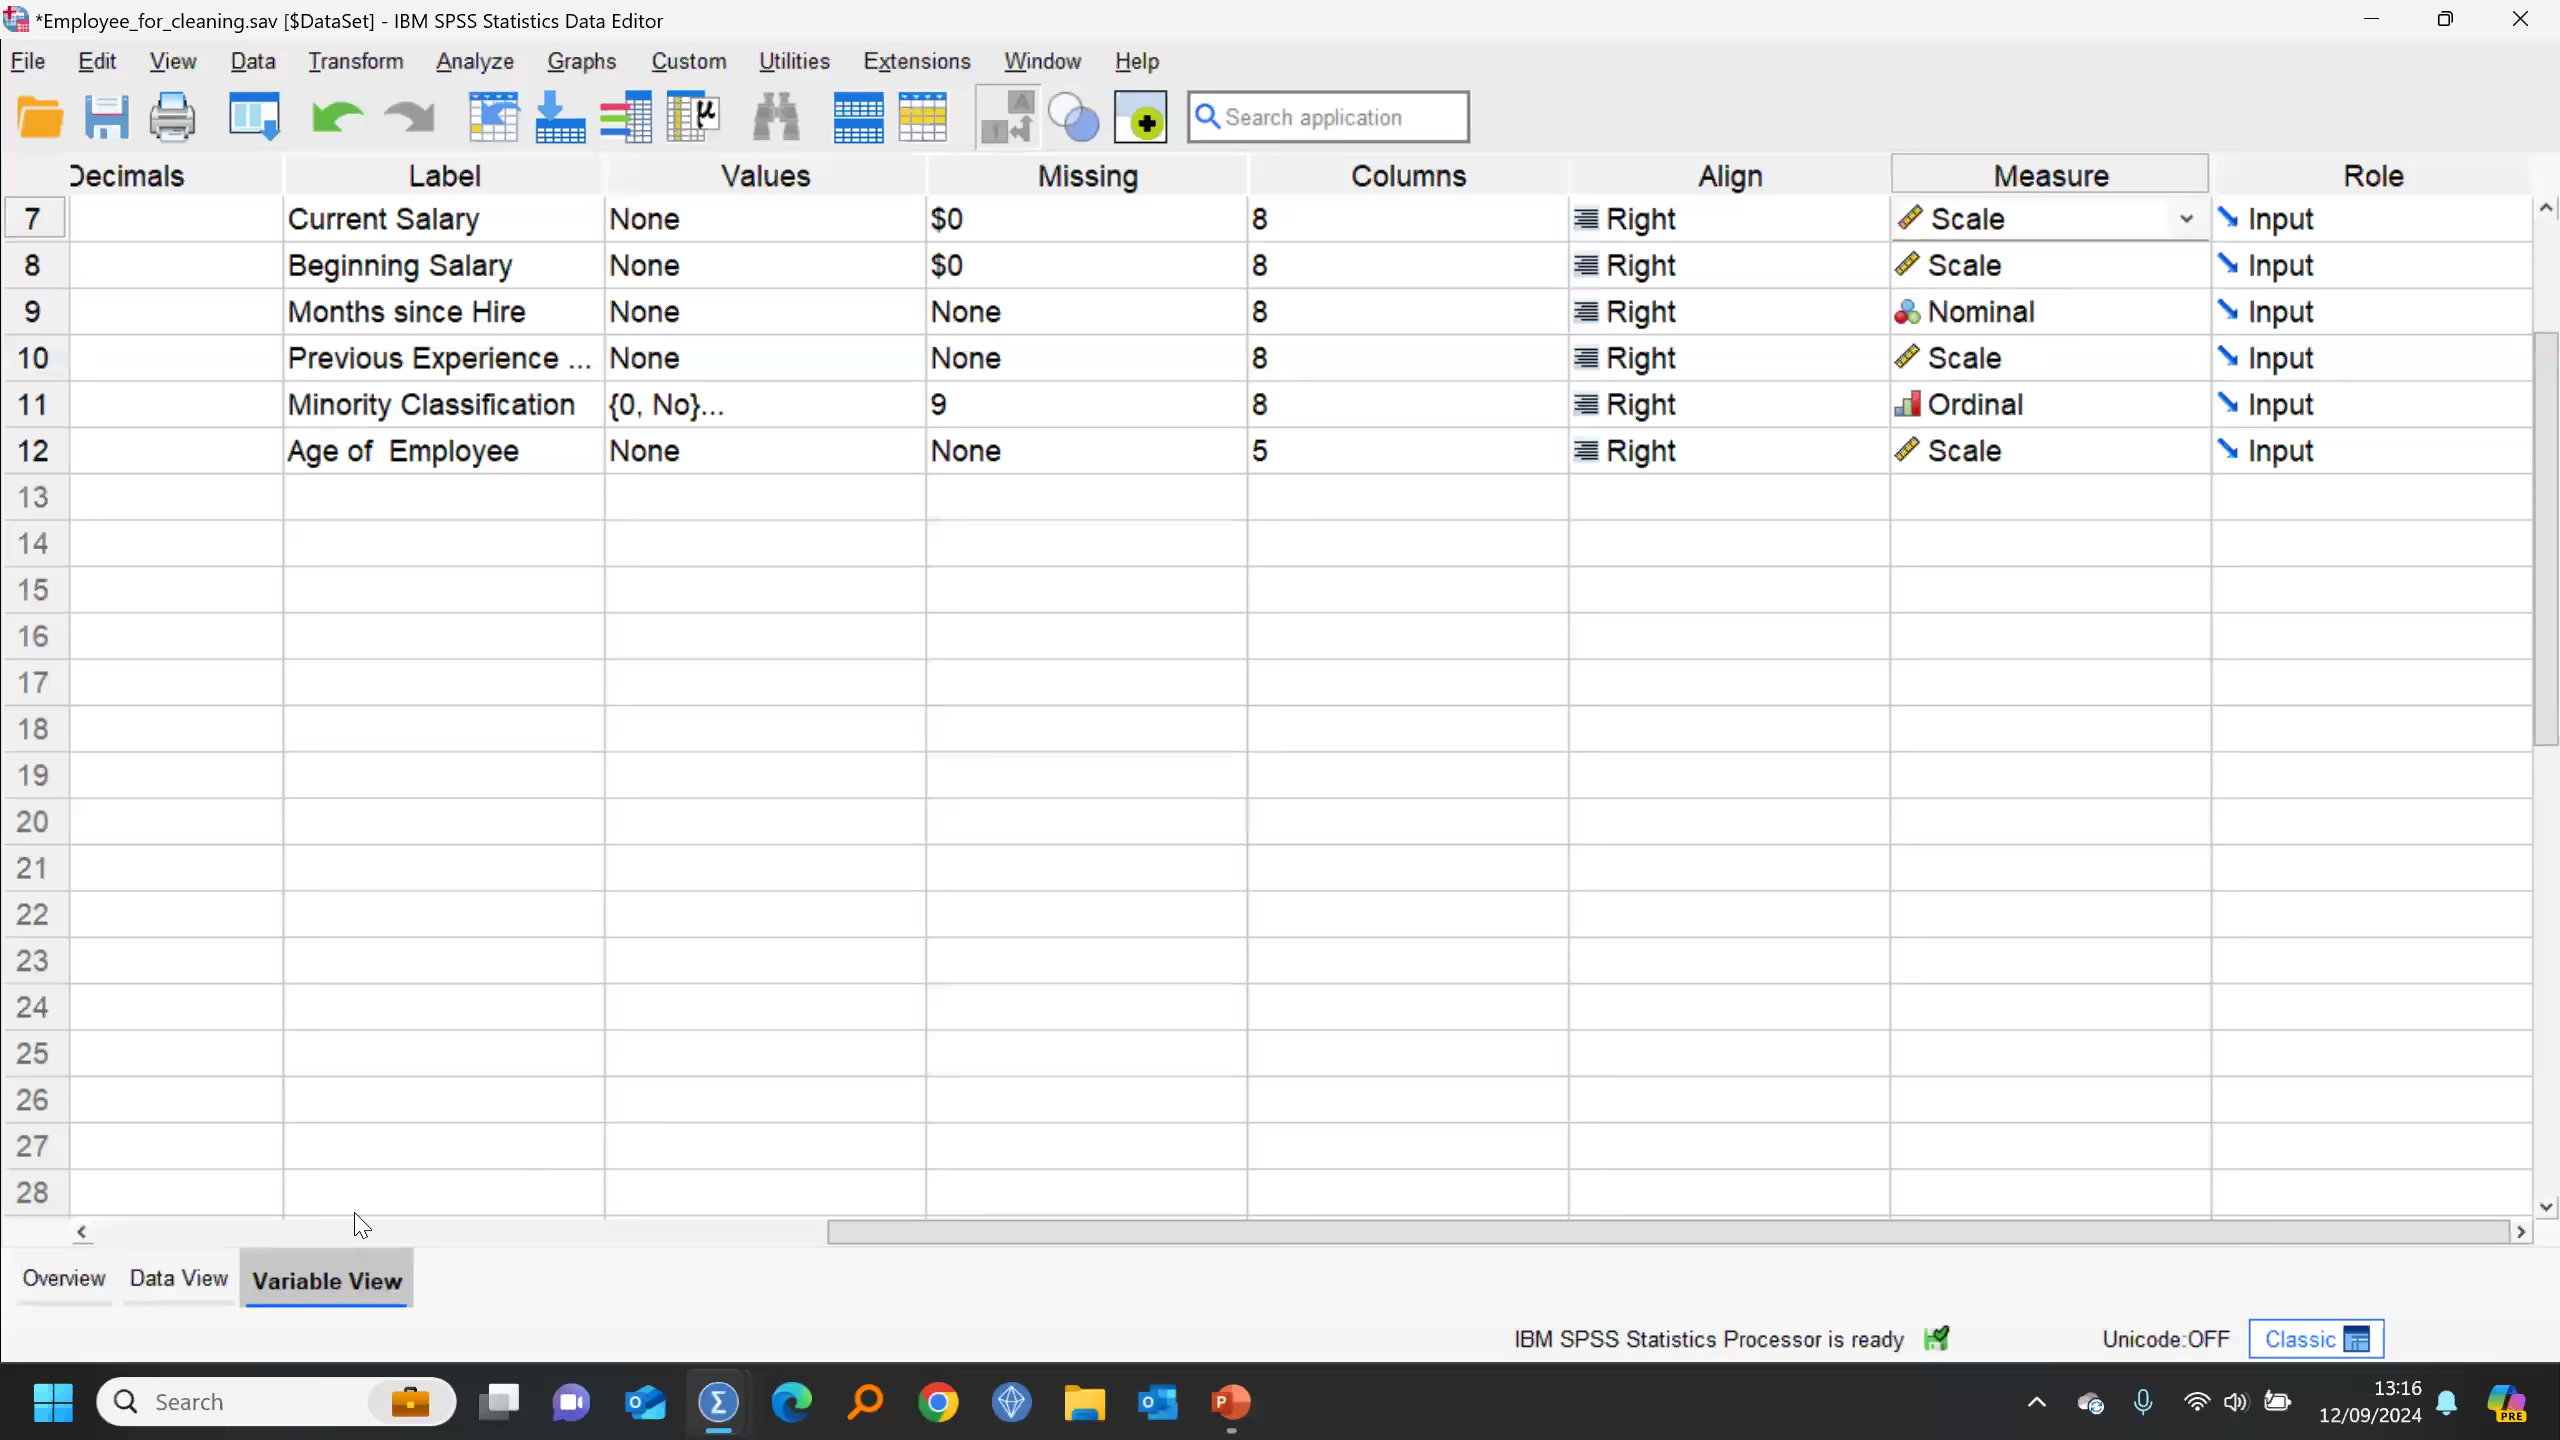 *Employee_for_cleaning.sav [$DataSet] - IBM SPSS Statistics Data Editor
File Edit View Data Transform Analyze Graphs Custom Utilities Extensions Window Help
Search application
Decimals Label Values Missing Columns Align Measure Role
7 Current Salary None $0 8 Right Scale Input
8 Beginning Salary None $0 8 Right Scale Input
9 Months since Hire None None 8 Right Nominal Input
10 Previous Experience ... None None 8 Right Scale Input
11 Minority Classification {0, No}... 9 8 Right Ordinal Input
12 Age of Employee None None 5 Right Scale Input
13
14
15
16
17
18
19
20
21
22
23
24
25
26
27
28
Overview Data View Variable View
IBM SPSS Statistics Processor is ready Unicode:OFF Classic
Search 13:16
12/09/2024
PRE